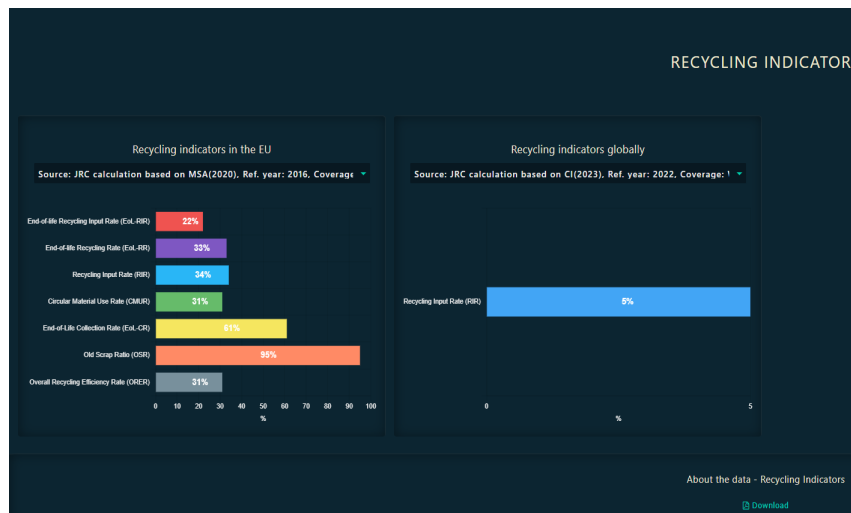 RECYCLING INDICATOR
Recycling indicators in the EU
Source: JRC calculation based on MSA(2020), Ref. year: 2016, Coverage
End-of-life Recycling Input Rate (EoL-RIR)
22%
End-of-life Recycling Rate (EoL-RR)
33%
Recycling Input Rate (RIR)
34%
Circular Material Use Rate (CMUR)
31%
End-of-Life Collection Rate (EoL-CR)
61%
Old Scrap Ratio (OSR)
95%
Overall Recycling Efficiency Rate (ORER)
31%
0 10 20 30 40 50 60 70 80 90 100
%
Recycling indicators globally
Source: JRC calculation based on CI(2023), Ref. year: 2022, Coverage:
Recycling Input Rate (RIR)
5%
0 5
%
About the data - Recycling Indicators
Download